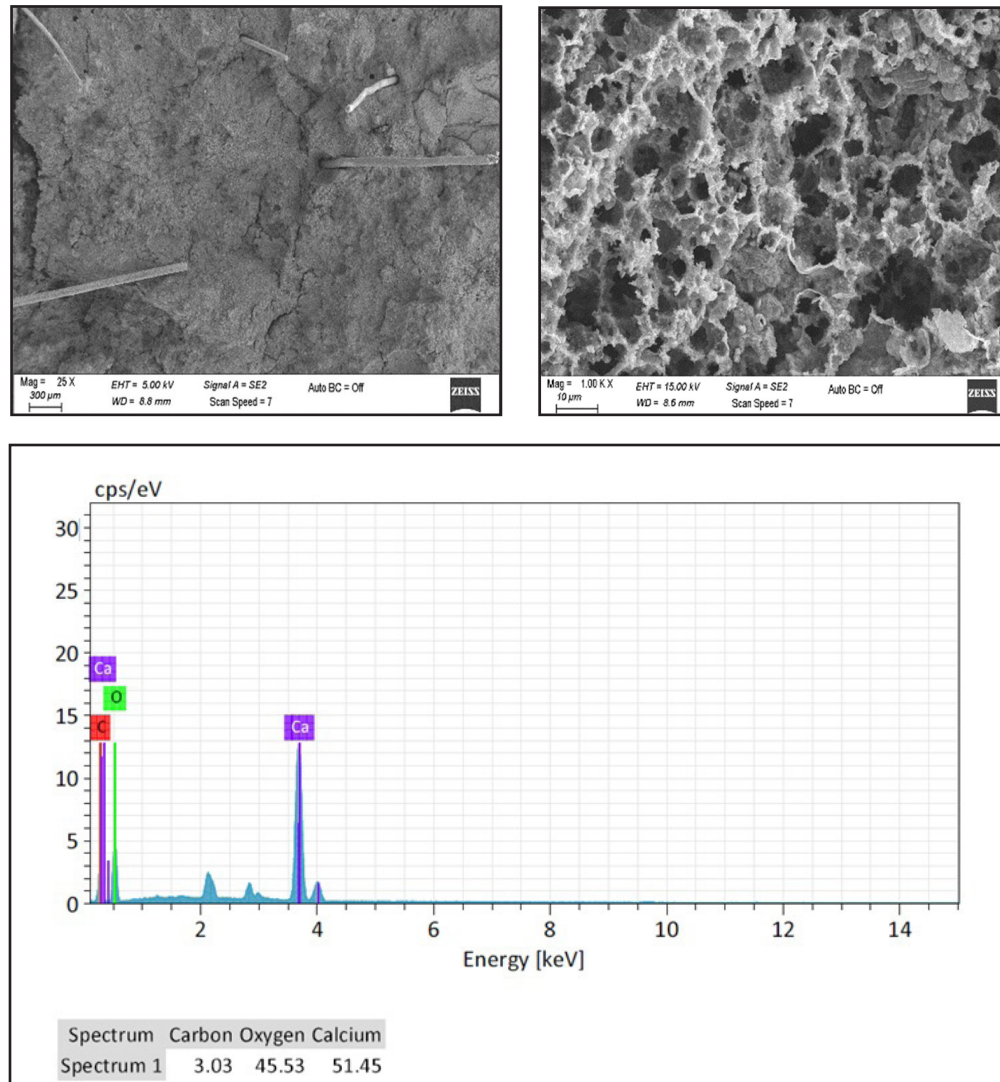 Mag = 25 X
300 µm
EHT = 5.00 kV
WD = 8.8 mm
Signal A = SE2
Scan Speed = 7
Auto BC = Off
ZEISS
Mag = 1.00 K X
10 µm
EHT = 15.00 kV
WD = 8.6 mm
Signal A = SE2
Scan Speed = 7
Auto BC = Off
ZEISS
cps/eV
30
25
20
15
10
5
0
Ca
O
C
Ca
2 4 6 8 10 12 14
Energy [keV]
Spectrum Carbon Oxygen Calcium
Spectrum 1 3.03 45.53 51.45